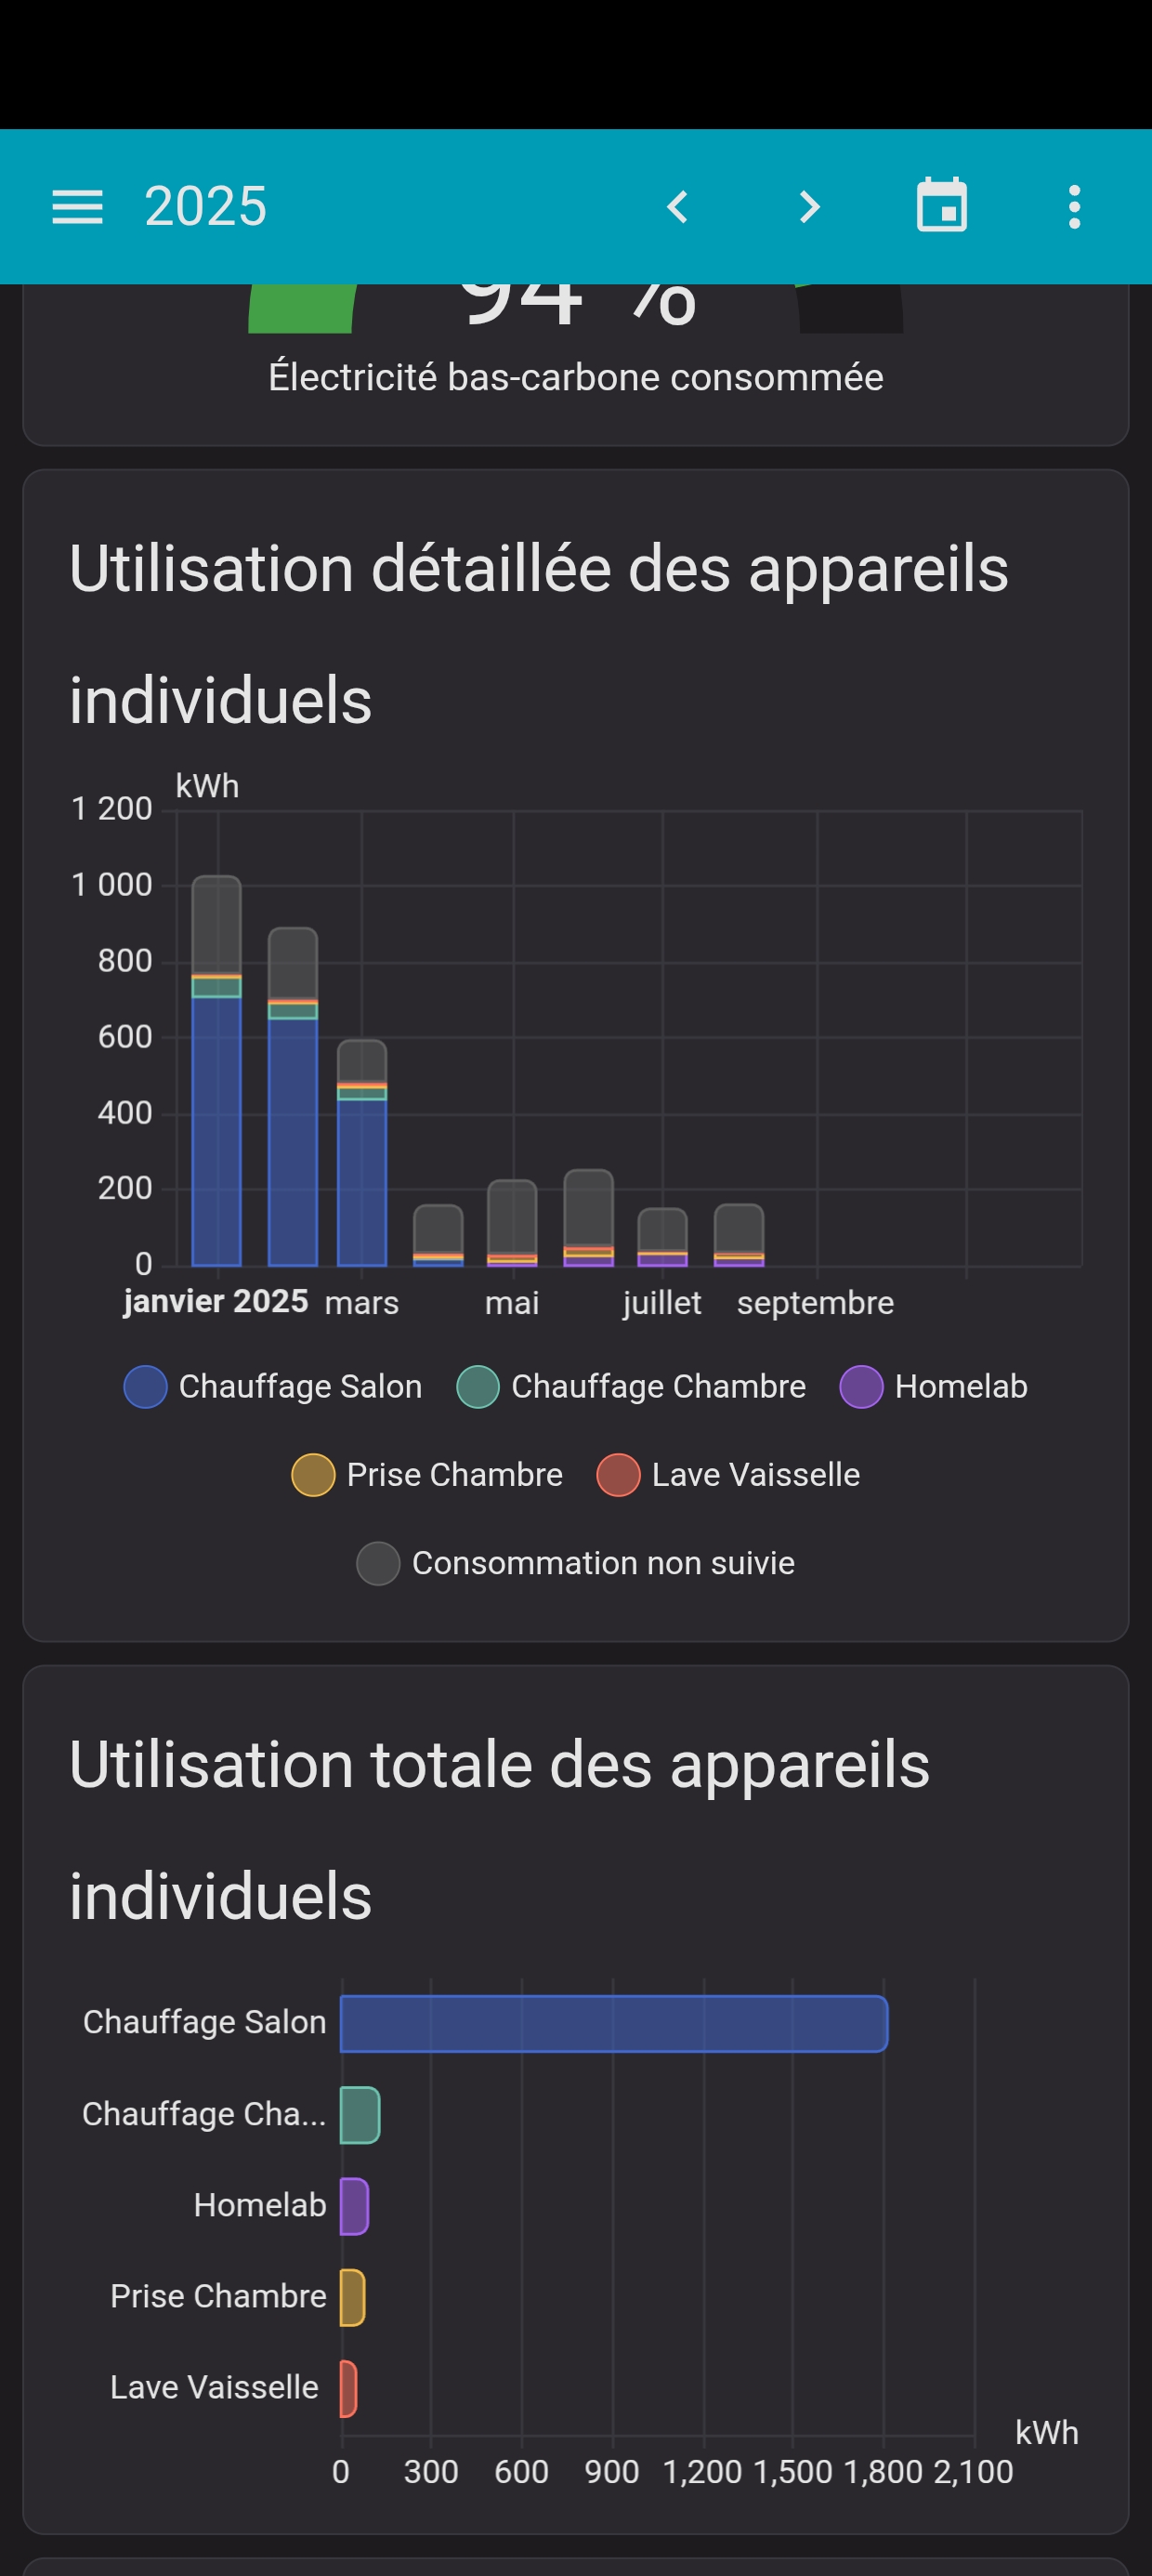 2025
94 %
Électricité bas-carbone consommée
Utilisation détaillée des appareils
individuels
kWh
1 200
1 000
800
600
400
200
0
janvier 2025 mars mai juillet septembre
Chauffage Salon Chauffage Chambre Homelab
Prise Chambre Lave Vaisselle
Consommation non suivie
Utilisation totale des appareils
individuels
Chauffage Salon
Chauffage Cha...
Homelab
Prise Chambre
Lave Vaisselle
kWh
0 300 600 900 1,200 1,500 1,800 2,100